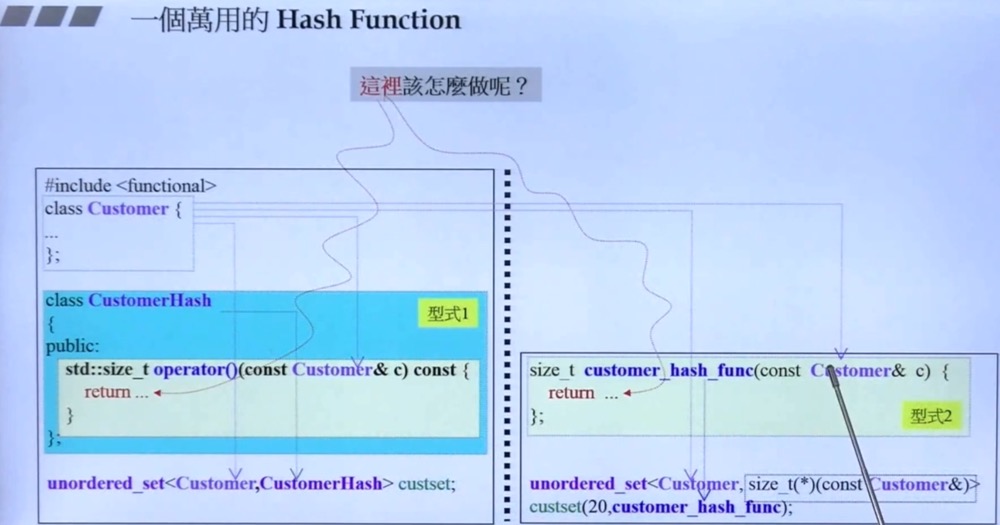 一個萬用的 Hash Function
這裡該怎麼做呢？
#include <functional>
class Customer {
...
};
class CustomerHash
型式1
{
public:
std::size_t operator()(const Customer& c) const {
return ...
}
};
unordered_set<Customer,CustomerHash> custset;
size_t customer_hash_func(const Customer& c) {
return ...
};
型式2
unordered_set<Customer, size_t(*)(const Customer&)>
custset(20,customer_hash_func);